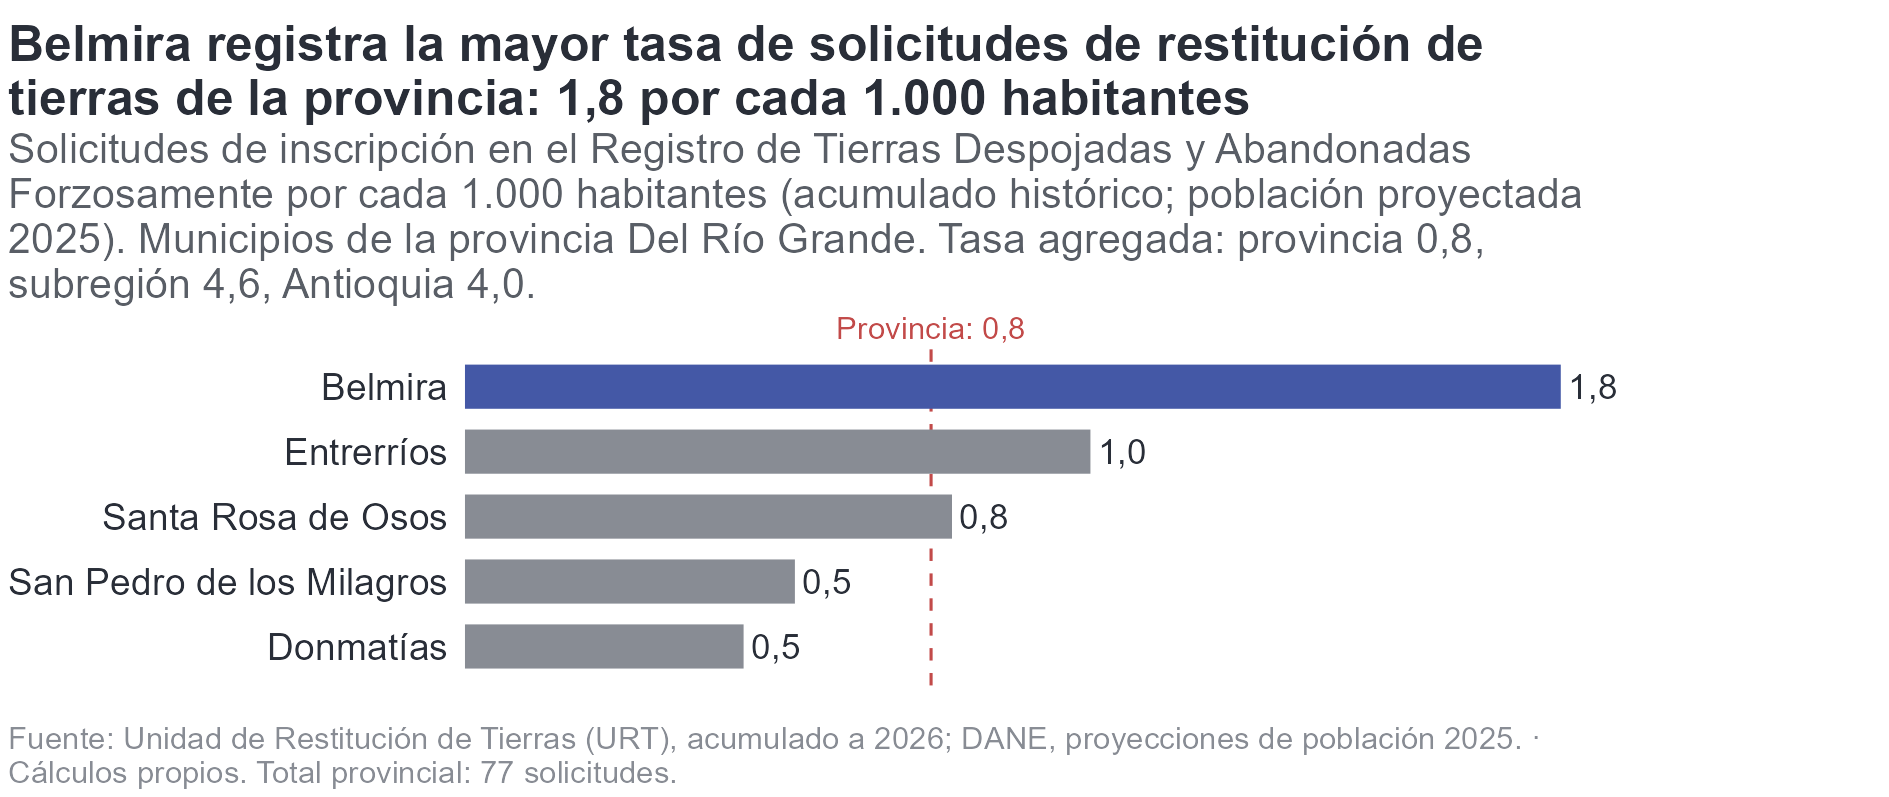 Belmira registra la mayor tasa de solicitudes de restitución de
tierras de la provincia: 1,8 por cada 1.000 habitantes
Solicitudes de inscripción en el Registro de Tierras Despojadas y Abandonadas
Forzosamente por cada 1.000 habitantes (acumulado histórico; población proyectada
2025). Municipios de la provincia Del Río Grande. Tasa agregada: provincia 0,8,
subregión 4,6, Antioquia 4,0.
Provincia: 0,8
Belmira 1,8
Entrerríos 1,0
Santa Rosa de Osos 0,8
San Pedro de los Milagros 0,5
Donmatías 0,5
Fuente: Unidad de Restitución de Tierras (URT), acumulado a 2026; DANE, proyecciones de población 2025. ·
Cálculos propios. Total provincial: 77 solicitudes.